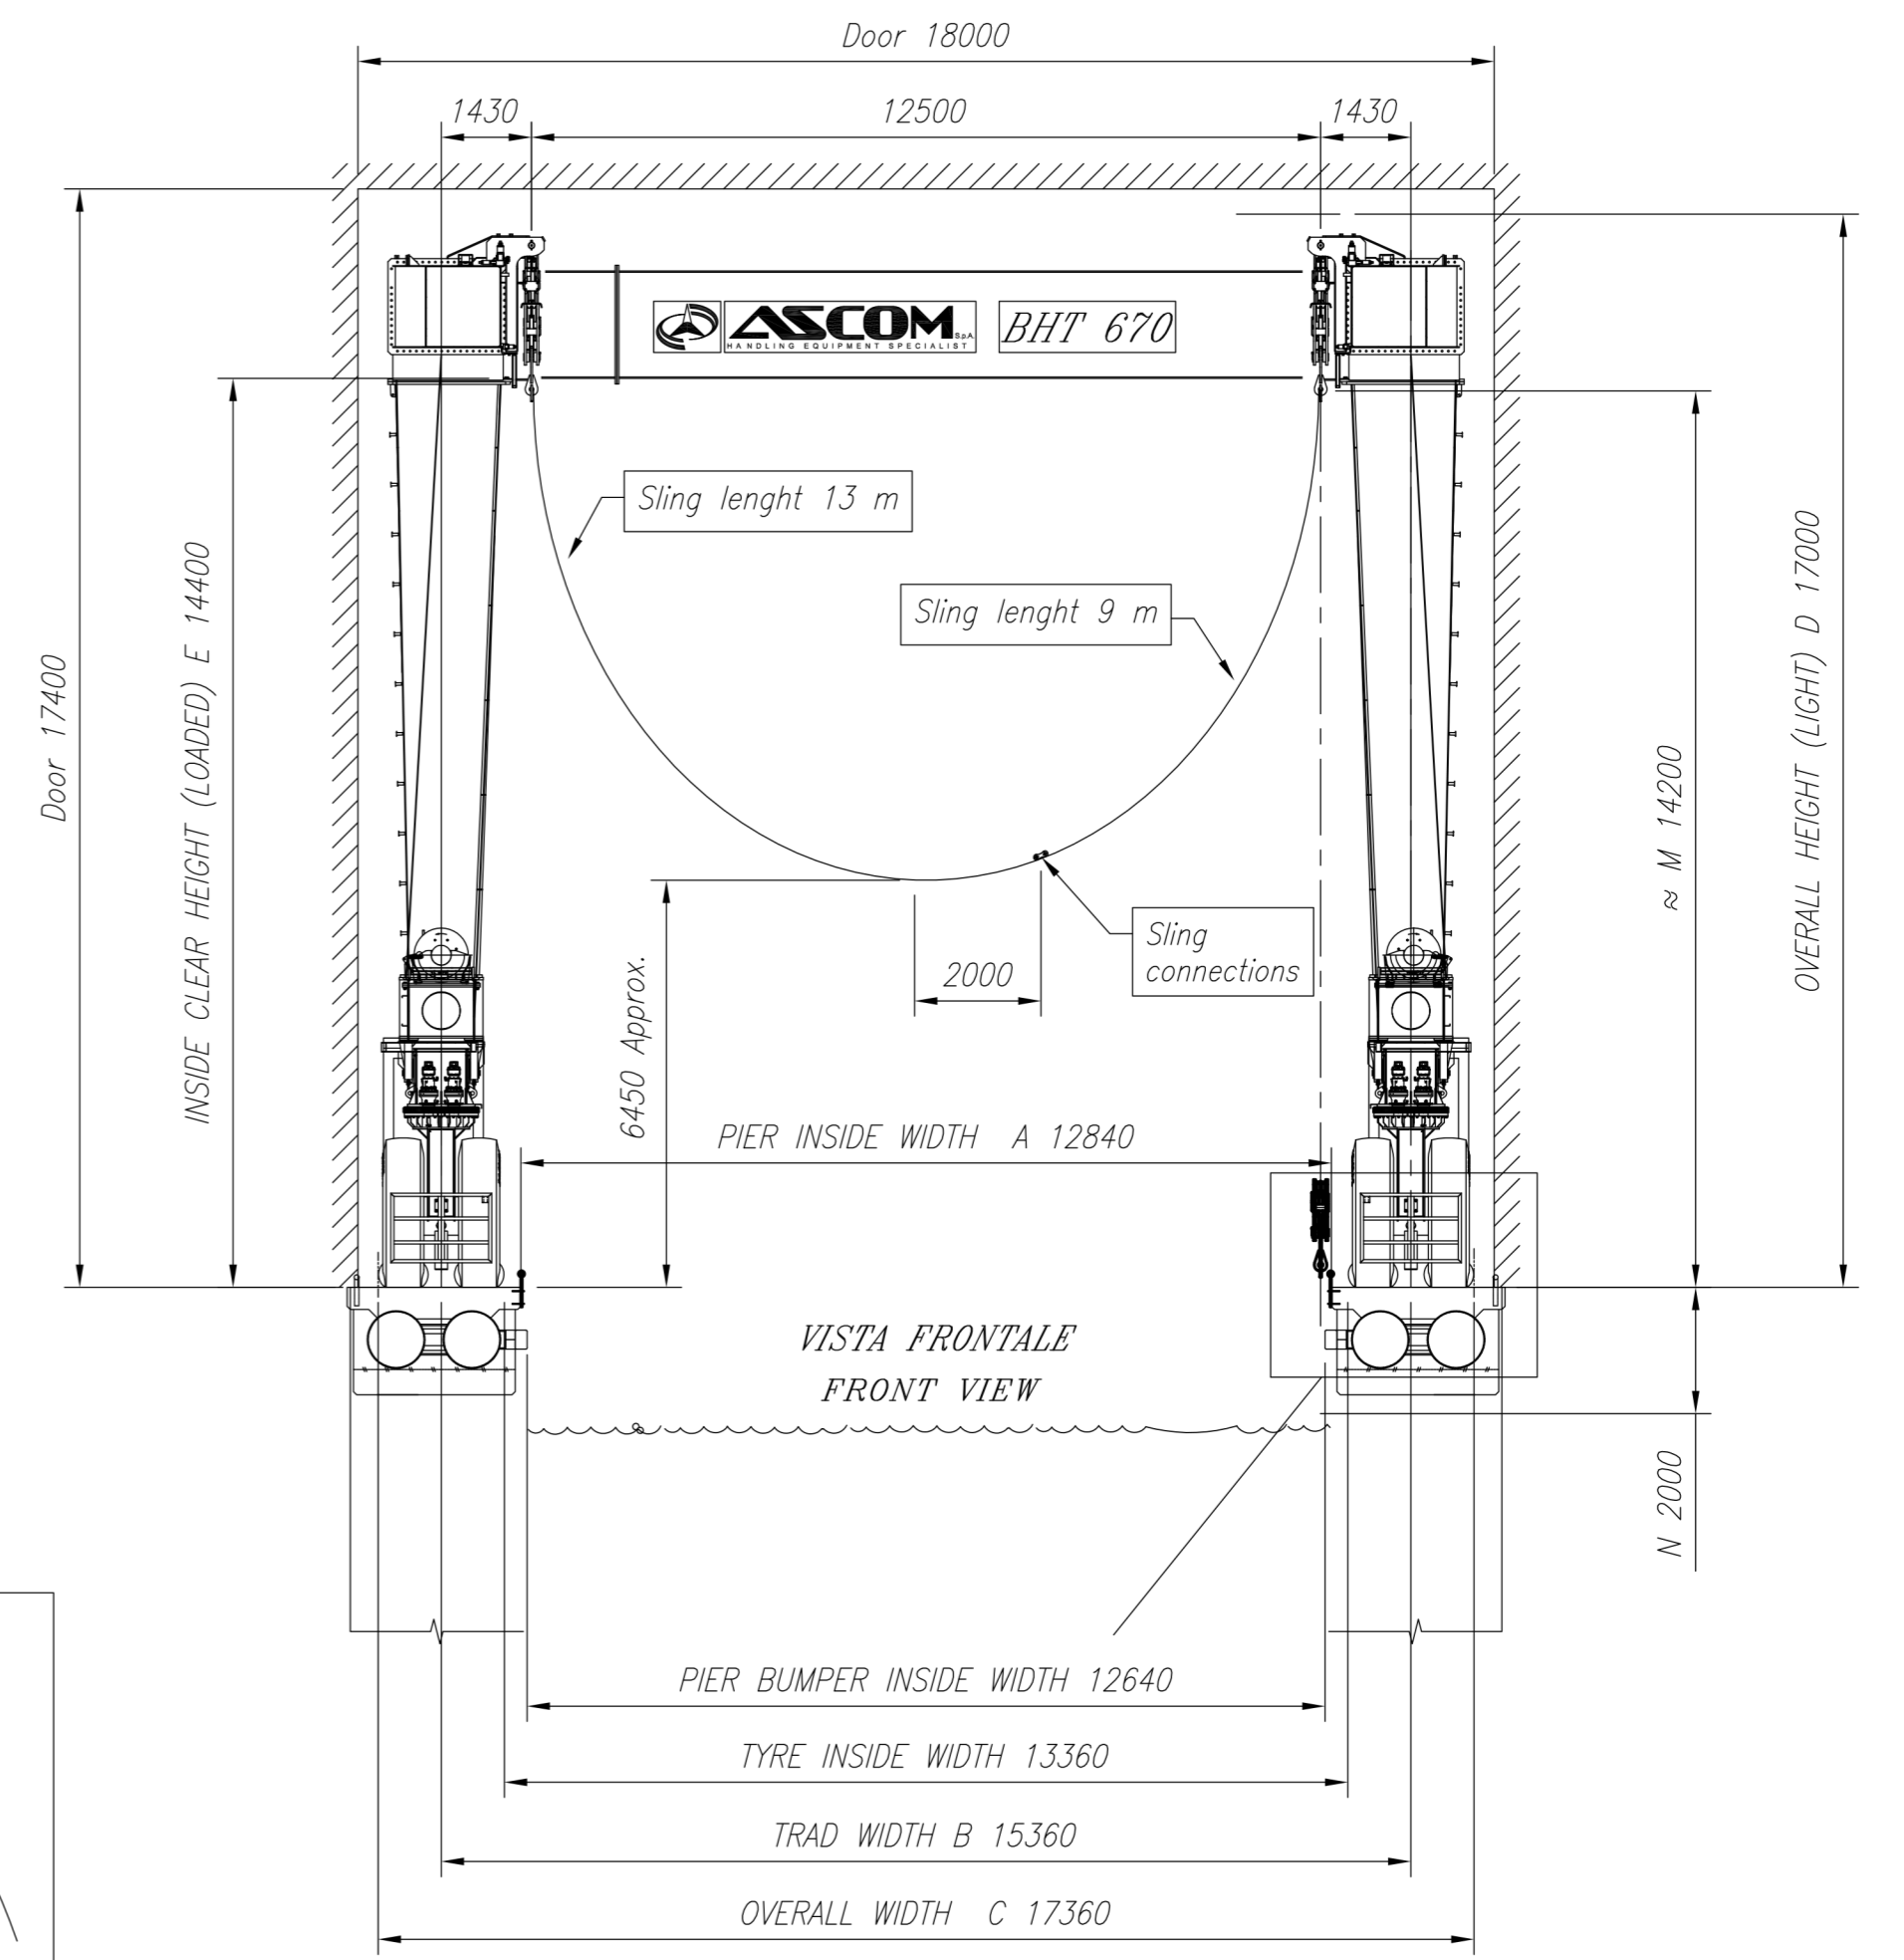 Door 18000
1430
12500
1430
ASCOM S.p.A.
HANDLING EQUIPMENT SPECIALIST
BHT 670
Sling lenght 13 m
Sling lenght 9 m
Door 17400
INSIDE CLEAR HEIGHT (LOADED) E 14400
≈ M 14200
OVERALL HEIGHT (LIGHT) D 17000
Sling
connections
2000
6450 Approx.
PIER INSIDE WIDTH A 12840
VISTA FRONTALE
FRONT VIEW
N 2000
PIER BUMPER INSIDE WIDTH 12640
TYRE INSIDE WIDTH 13360
TRAD WIDTH B 15360
OVERALL WIDTH C 17360